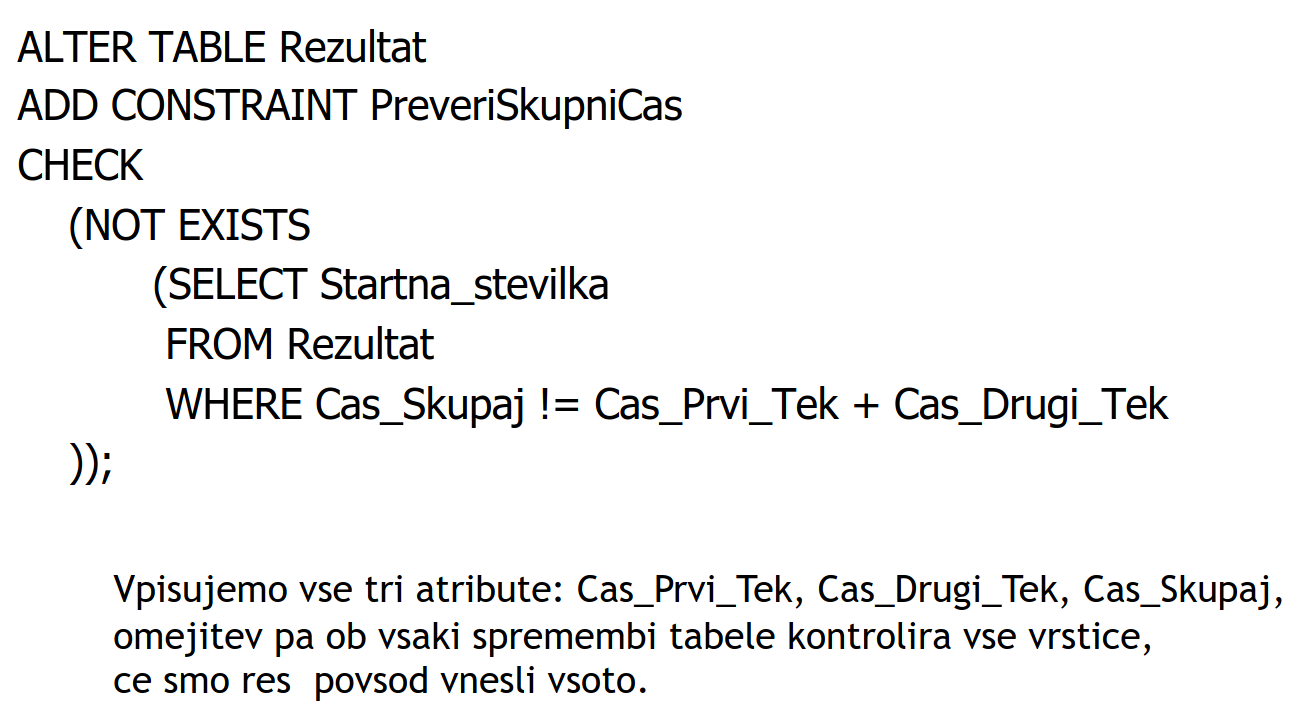 ALTER TABLE Rezultat
ADD CONSTRAINT PreveriSkupniCas
CHECK
(NOT EXISTS
(SELECT Startna_stevilka
FROM Rezultat
WHERE Cas_Skupaj != Cas_Prvi_Tek + Cas_Drugi_Tek
));
Vpisujemo vse tri atribute: Cas_Prvi_Tek, Cas_Drugi_Tek, Cas_Skupaj,
omejitev pa ob vsaki spremembi tabele kontrolira vse vrstice,
ce smo res  povsod vnesli vsoto.